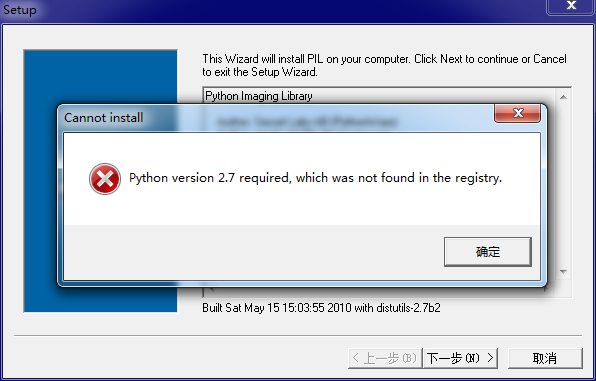 Setup
This Wizard will install PIL on your computer. Click Next to continue or Cancel
to exit the Setup Wizard.
Python Imaging Library
Cannot install
Python version 2.7 required, which was not found in the registry.
确定
Built Sat May 15 15:03:55 2010 with distutils-2.7b2
< 上一步(B)
下一步(N) >
取消